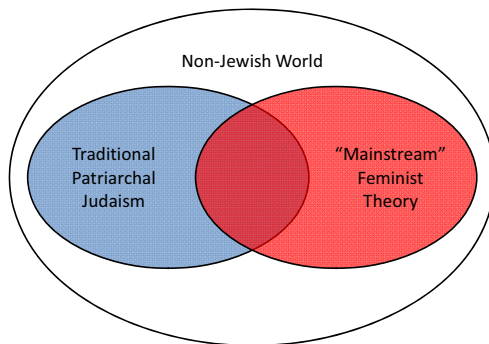 Non-Jewish World
Traditional
Patriarchal
Judaism
“Mainstream”
Feminist
Theory